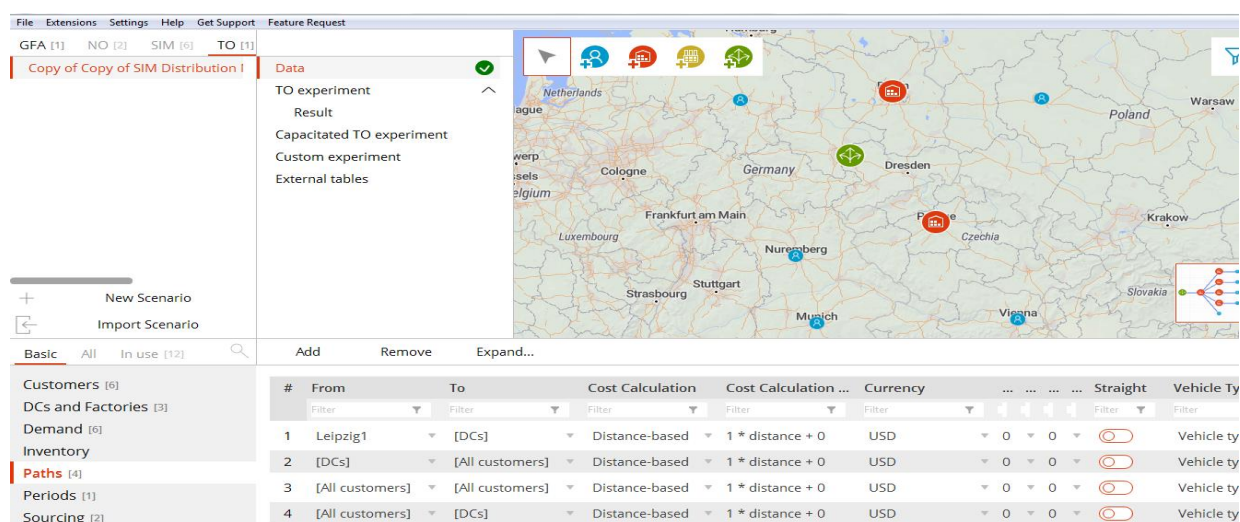 File Extensions Settings Help Get Support Feature Request
GFA [1] NO [2] SIM [6] TO [1]
Copy of Copy of SIM Distribution
Data
TO experiment
Result
Capacitated TO experiment
Custom experiment
External tables
New Scenario
Import Scenario
Netherlands
ague
Poland
Warsaw
werp
Cologne
Germany
Dresden
sels
elgium
Frankfurt am Main
Krakow
Luxembourg
Czechia
Nuremberg
Stuttgart
Strasbourg
Slovakia
Munich
Vienna
Basic All In use [12]
Add Remove Expand...
Customers [6]
DCs and Factories [3]
Demand [6]
Inventory
Paths [4]
Periods [1]
Sourcing [2]
# From To Cost Calculation Cost Calculation ... Currency ... ... ... ... Straight Vehicle Ty
Filter Filter Filter Filter Filter Filter Filter
1 Leipzig1 [DCs] Distance-based 1 * distance + 0 USD 0 0 Vehicle ty
2 [DCs] [All customers] Distance-based 1 * distance + 0 USD 0 0 Vehicle ty
3 [All customers] [All customers] Distance-based 1 * distance + 0 USD 0 0 Vehicle ty
4 [All customers] [DCs] Distance-based 1 * distance + 0 USD 0 0 Vehicle ty